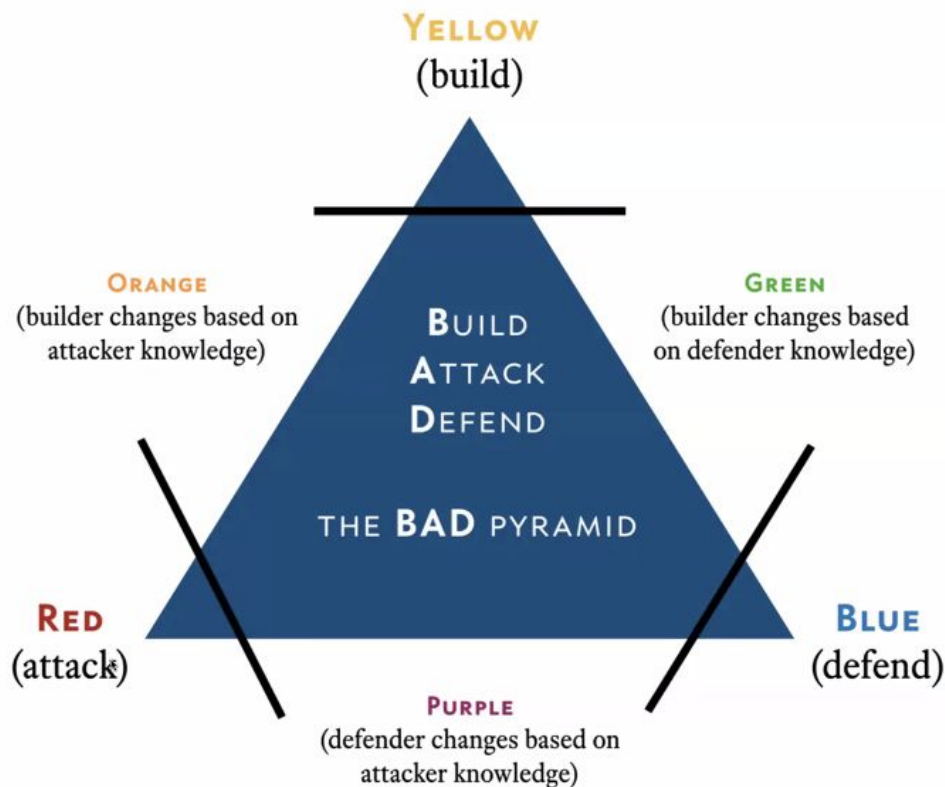 YELLOW
(build)
ORANGE
(builder changes based on
attacker knowledge)
GREEN
(builder changes based
on defender knowledge)
BUILD
ATTACK
DEFEND
THE BAD PYRAMID
RED
(attack)
BLUE
(defend)
PURPLE
(defender changes based on
attacker knowledge)